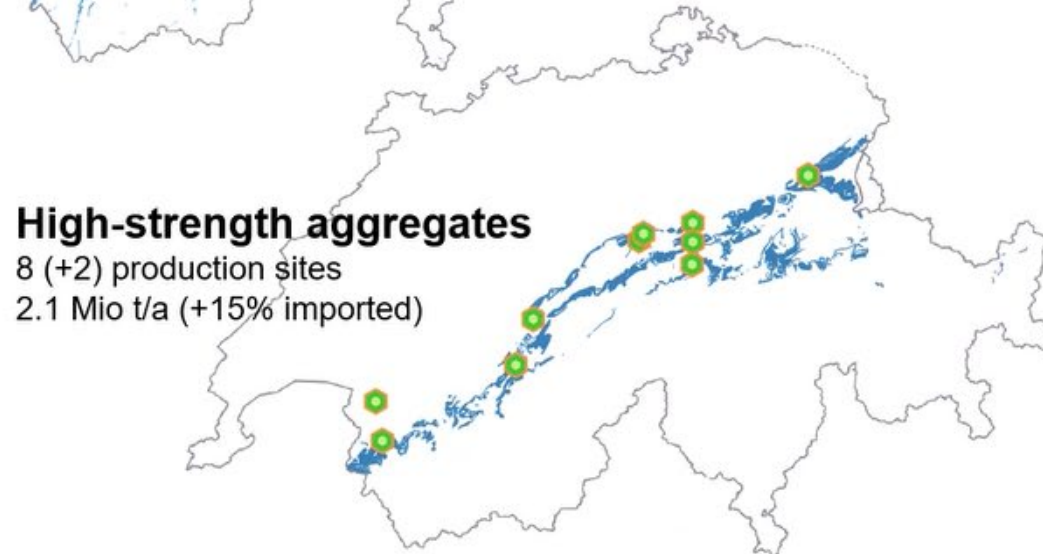 High-strength aggregates
8 (+2) production sites
2.1 Mio t/a (+15% imported)